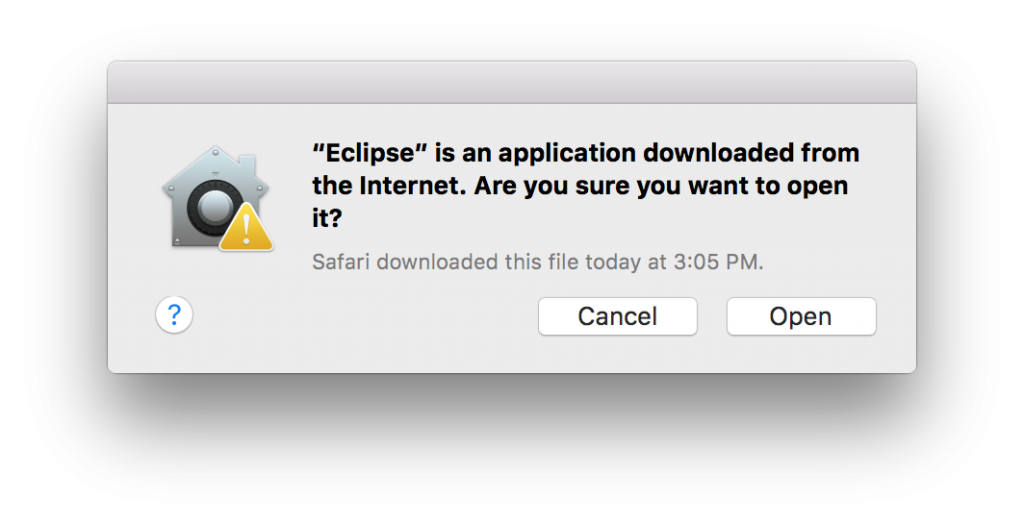 “Eclipse” is an application downloaded from
the Internet. Are you sure you want to open
it?
Safari downloaded this file today at 3:05 PM.
?
Cancel
Open